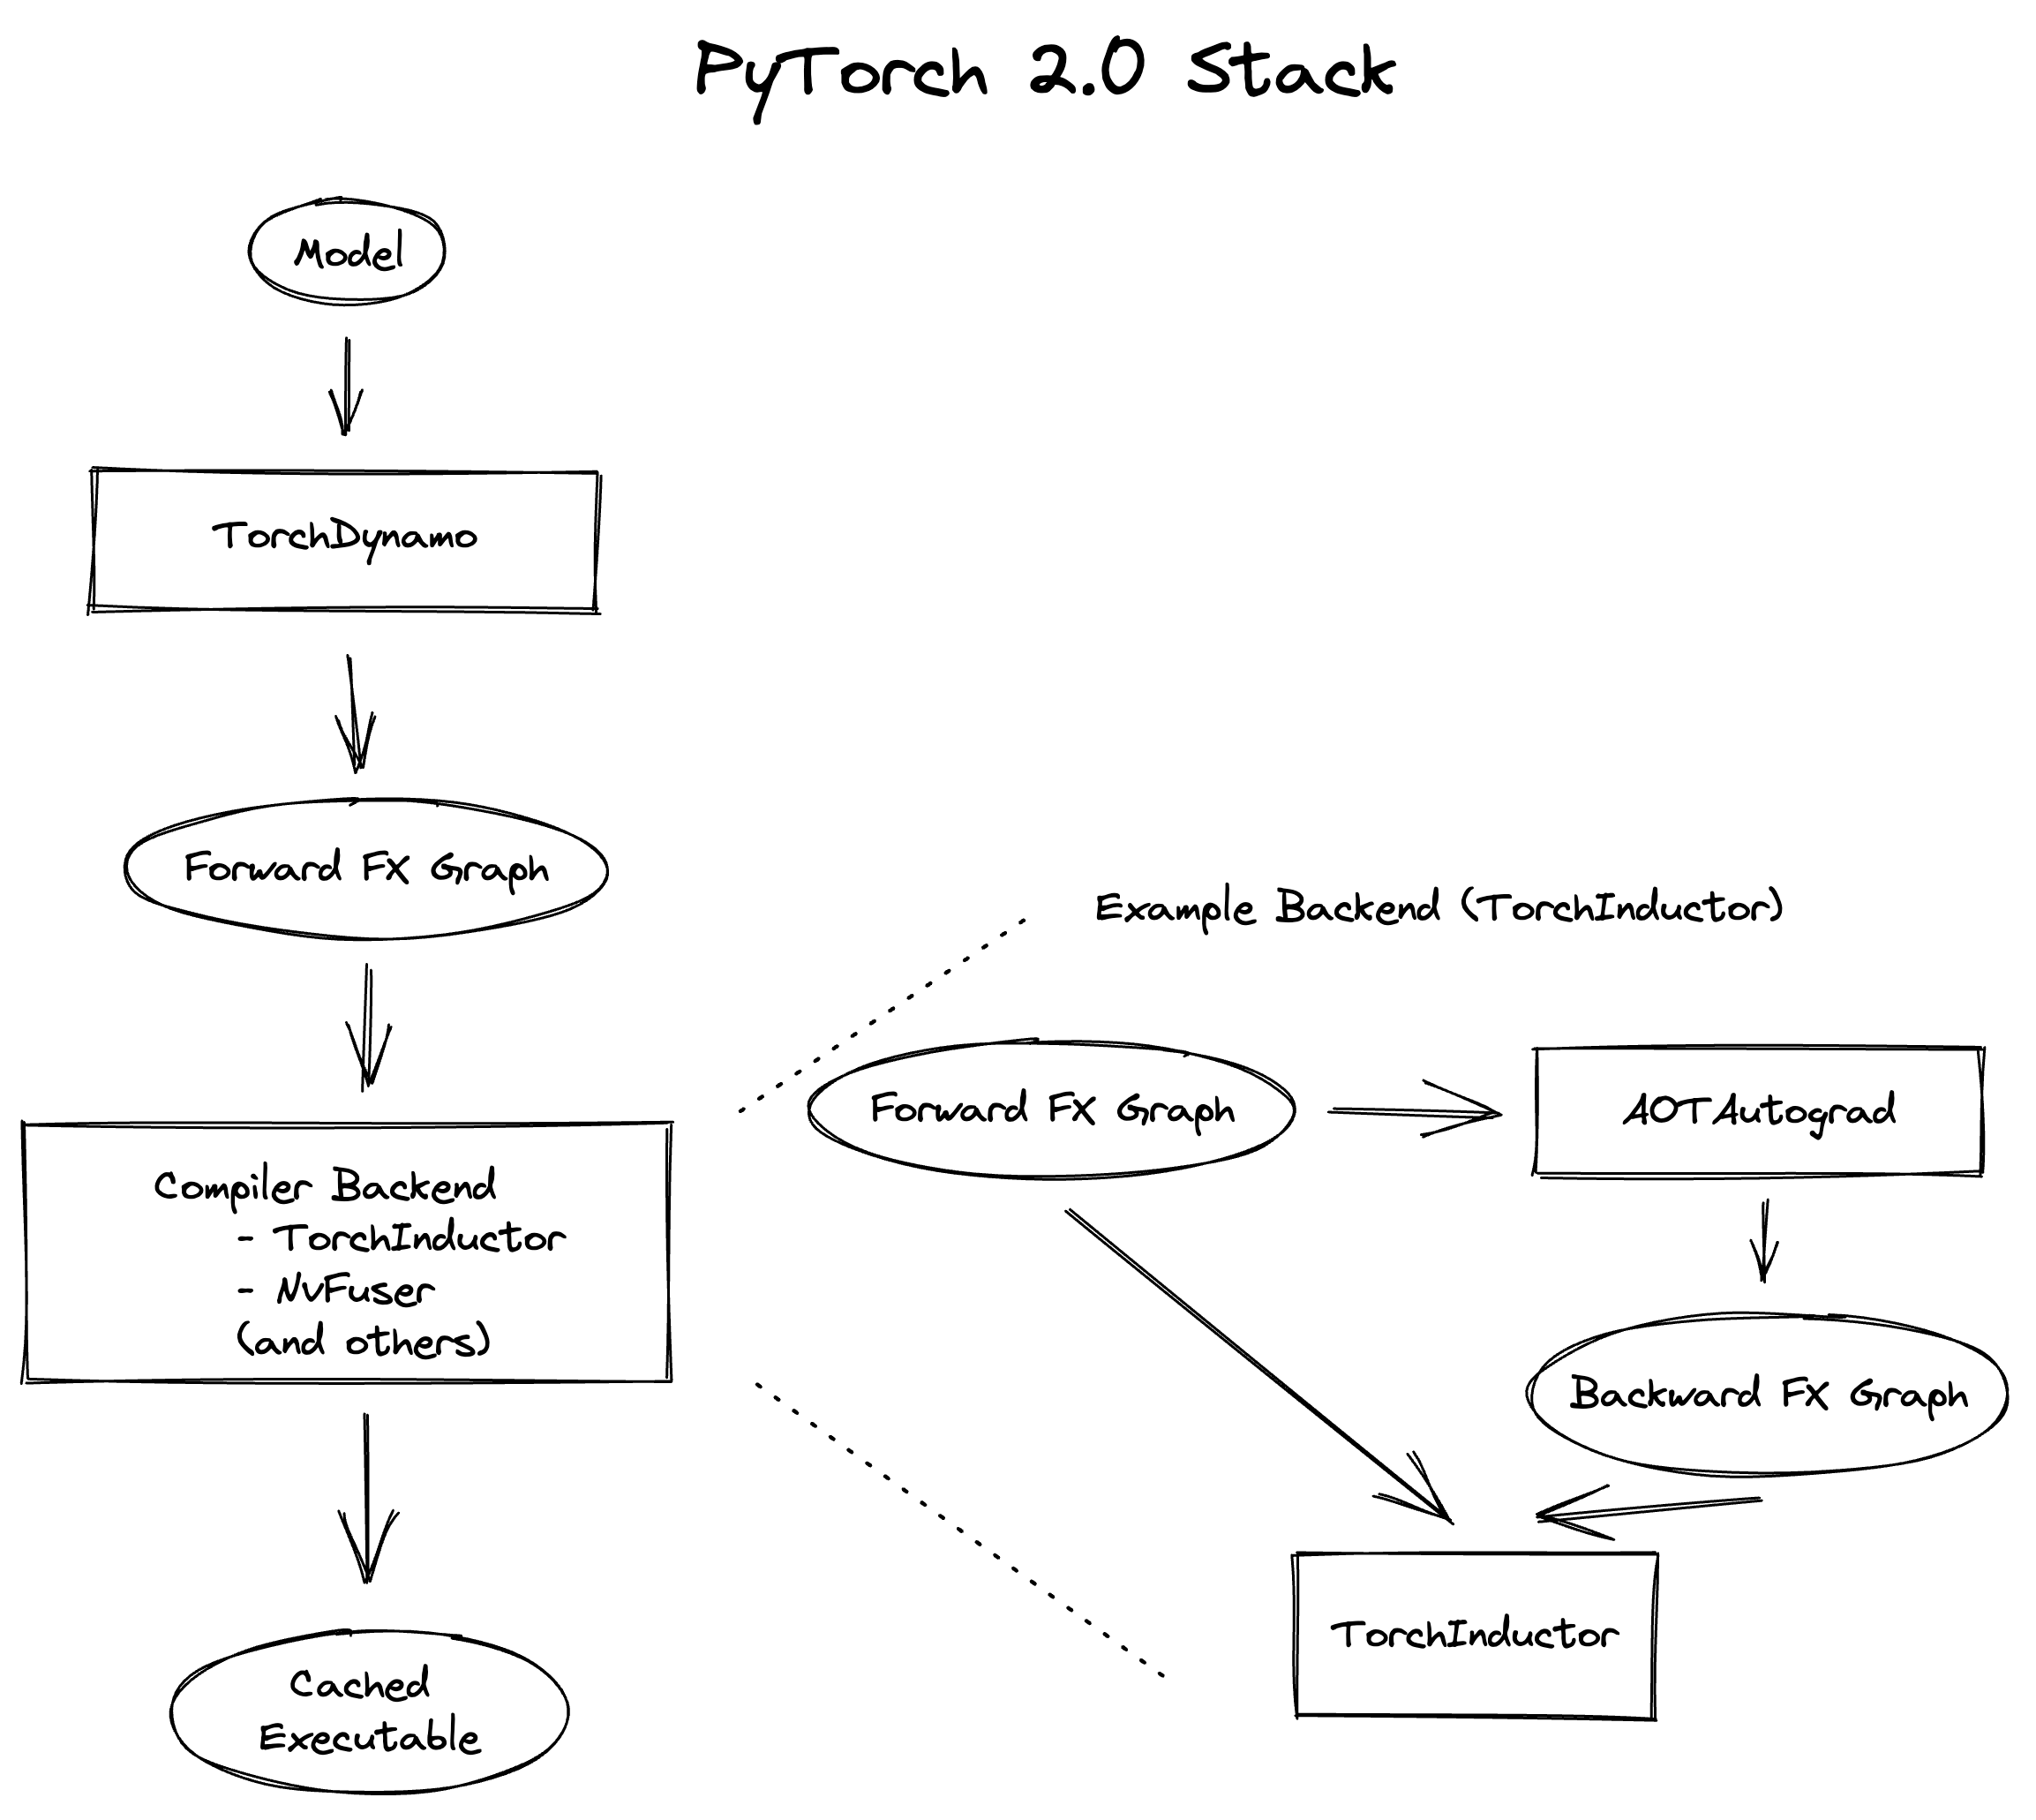 PyTorch 2.0 Stack
Model
TorchDynamo
Forward FX Graph
Compiler Backend
- TorchInductor
- NvFuser
(and others)
Cached
Executable
Example Backend (TorchInductor)
Forward FX Graph
AOTAutograd
Backward FX Graph
TorchInductor